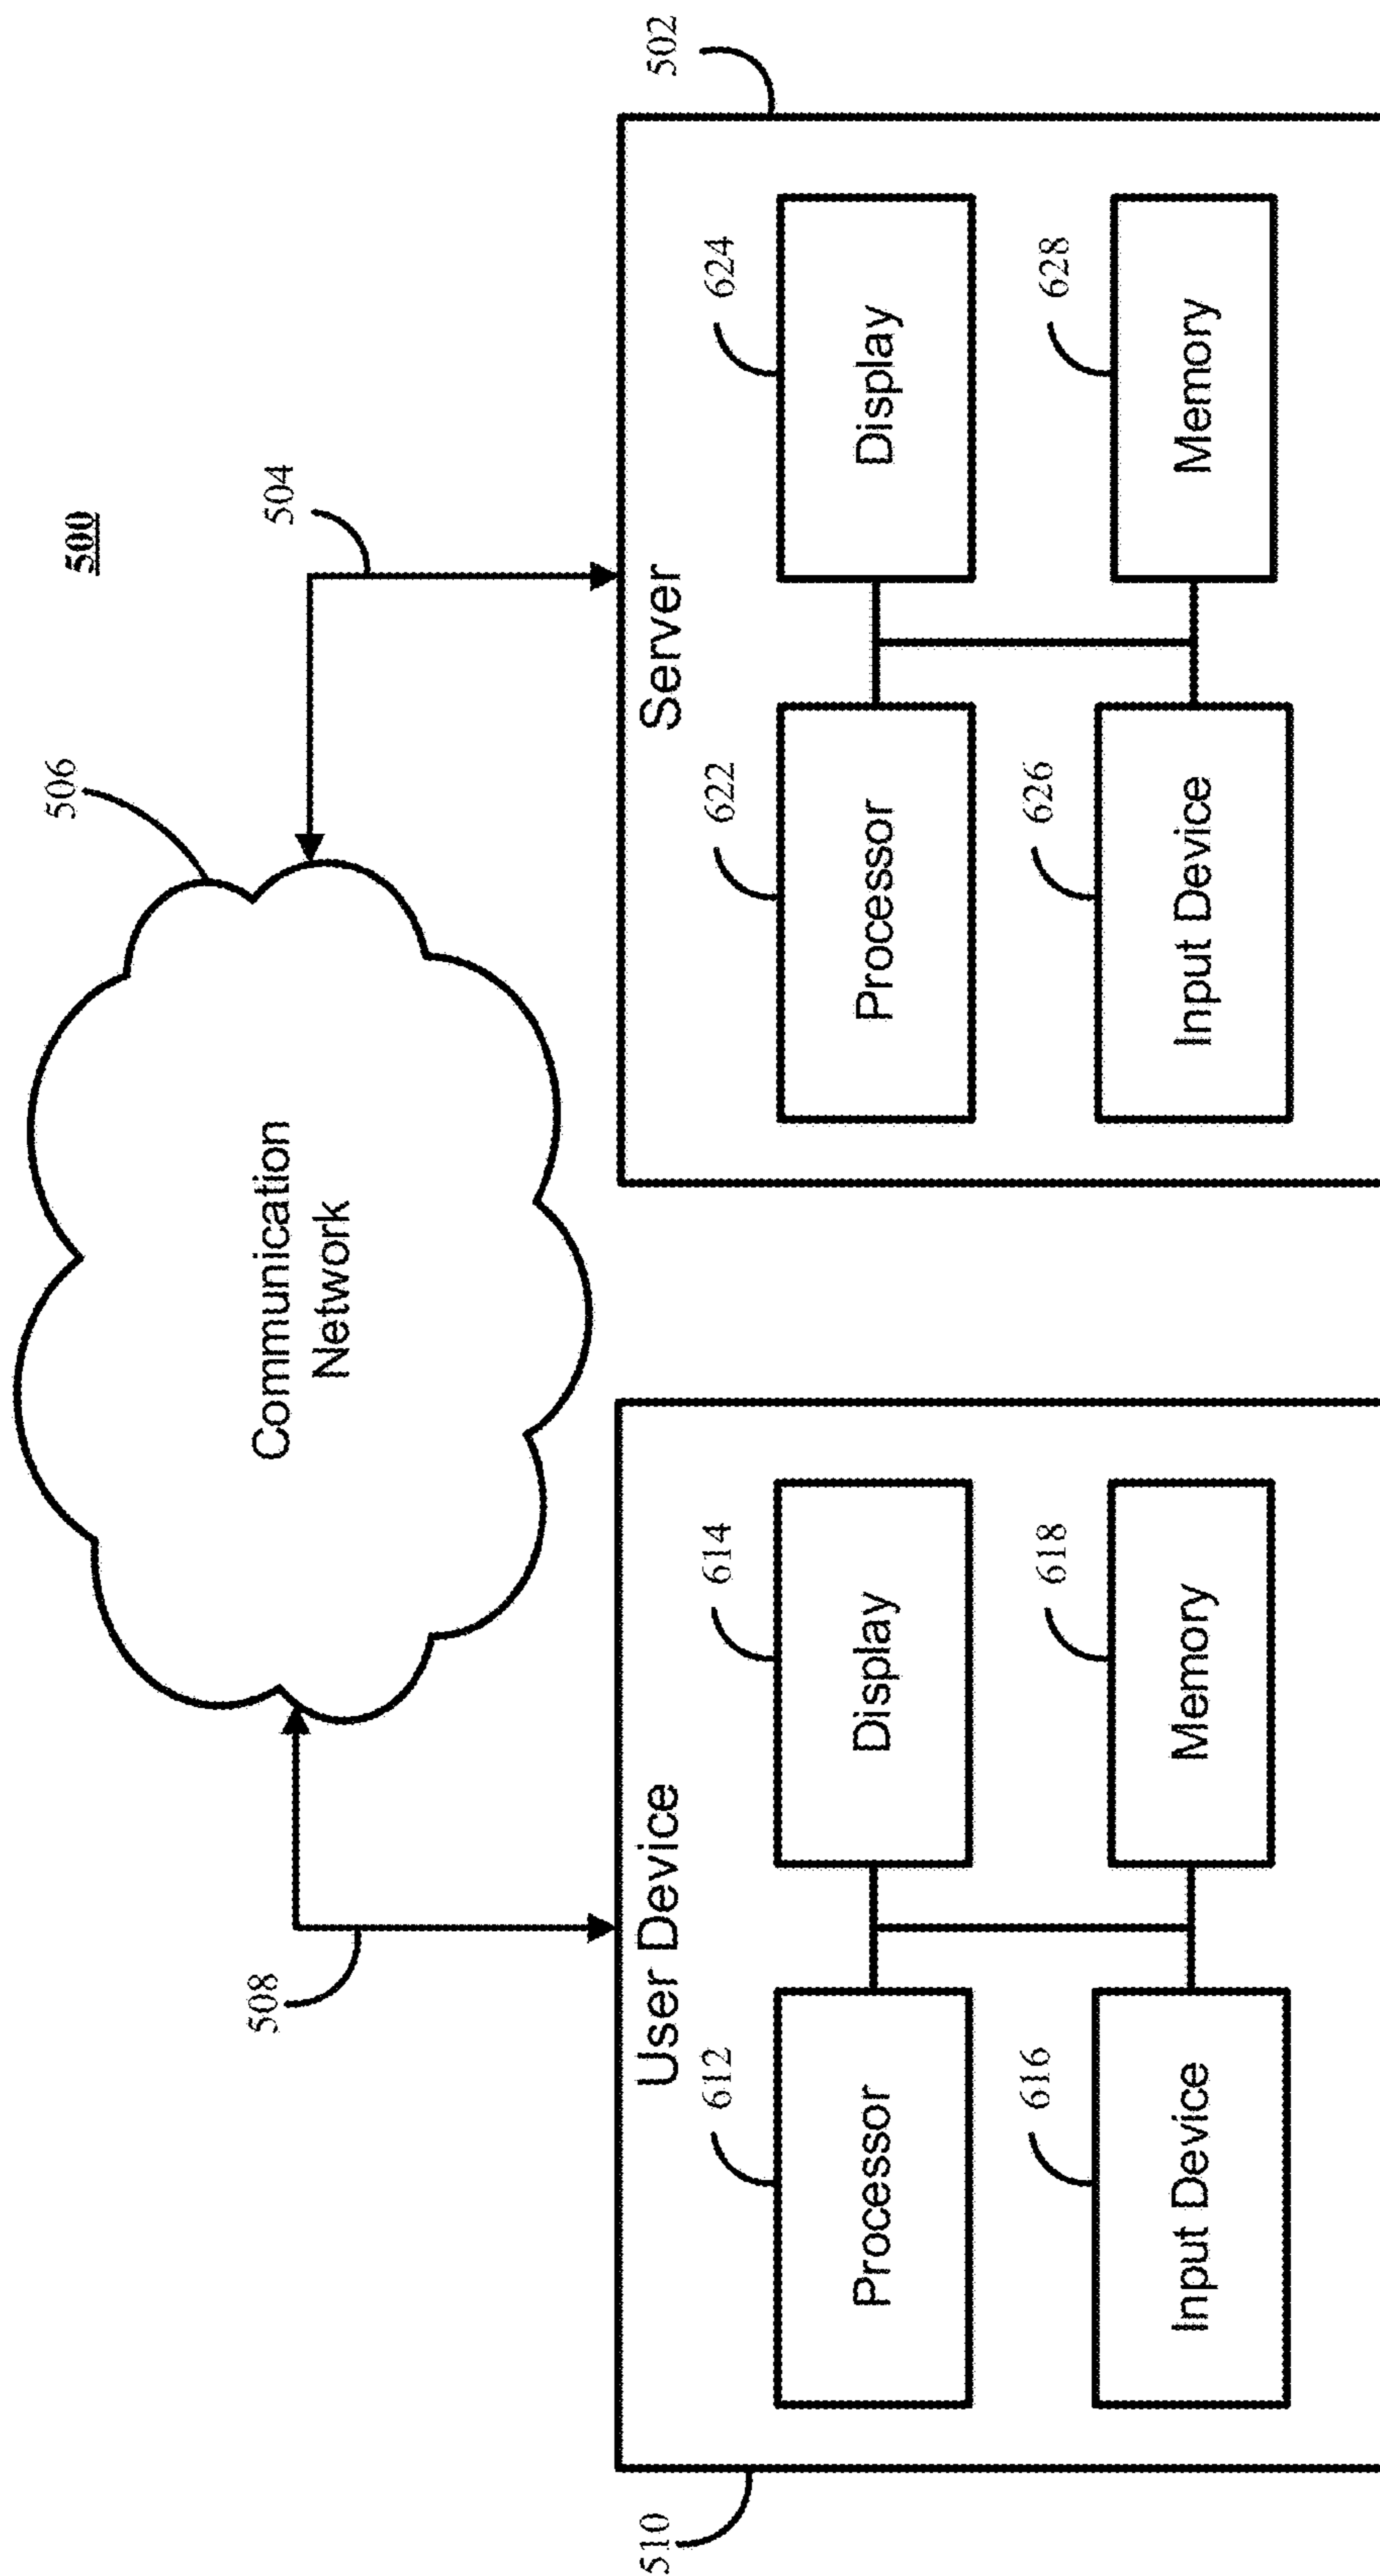 500
506
504
Communication
Network
508
502
510
User Device
Server
612
614
622
624
Processor
Display
Processor
Display
616
618
626
628
Input Device
Memory
Input Device
Memory